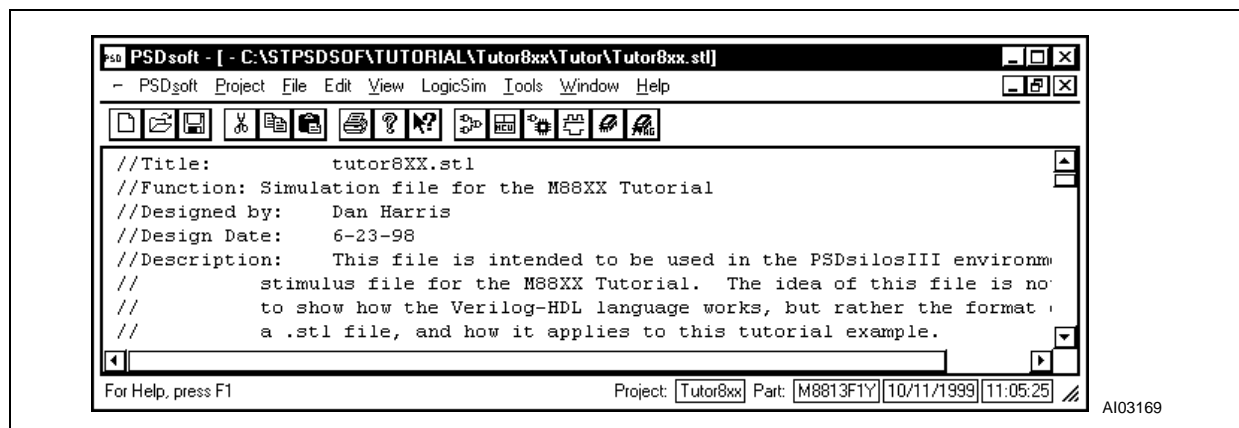 PSD PSDsoft - [ - C:\STPSDSOF\TUTORIAL\Tutor8xx\Tutor\Tutor8xx.stl]
PSDsoft Project File Edit View LogicSim Tools Window Help
MCU
//Title: tutor8XX.stl
//Function: Simulation file for the M88XX Tutorial
//Designed by: Dan Harris
//Design Date: 6-23-98
//Description: This file is intended to be used in the PSDsilosIII
// stimulus file for the M88XX Tutorial. The idea of this file is
// to show how the Verilog-HDL language works, but rather the format
// a .stl file, and how it applies to this tutorial example.
For Help, press F1 Project: Tutor8xx Part: M8813F1Y 10/11/1999 11:05:25
AI03169